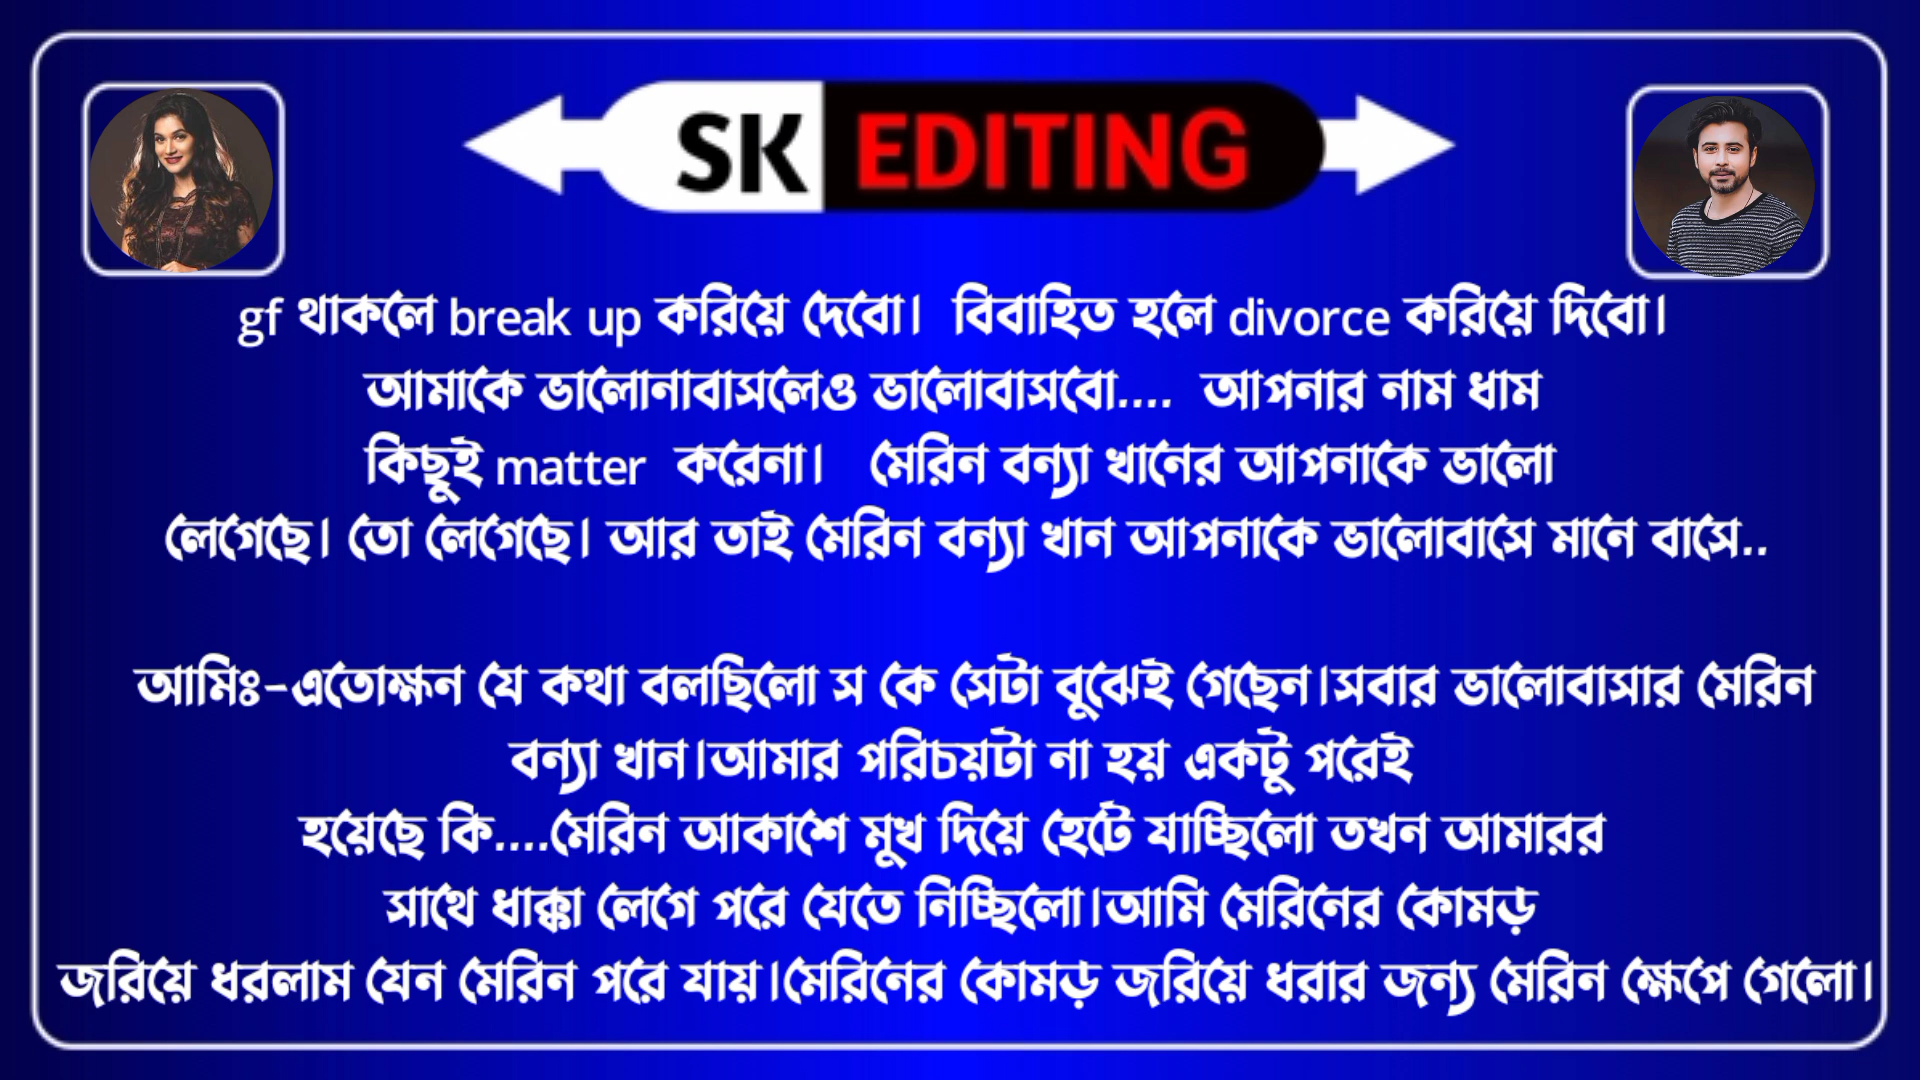 SK EDITING
gf থাকলে break up করিয়ে দেবো। বিবাহিত হলে divorce করিয়ে দিবো।
আমাকে ভালোনাবাসলেও ভালোবাসবো.... আপনার নাম ধাম
কিছুই matter করেনা। মেরিন বন্যা খানের আপনাকে ভালো
লেগেছে। তো লেগেছে। আর তাই মেরিন বন্যা খান আপনাকে ভালোবাসে মানে বাসে..
আমিঃ-এতোক্ষন যে কথা বলছিলো স কে সেটা বুঝেই গেছেন।সবার ভালোবাসার মেরিন
বন্যা খান।আমার পরিচয়টা না হয় একটু পরেই
হয়েছে কি....মেরিন আকাশে মুখ দিয়ে হেটে যাচ্ছিলো তখন আমারর
সাথে ধাক্কা লেগে পরে যেতে নিচ্ছিলো।আমি মেরিনের কোমড়
জরিয়ে ধরলাম যেন মেরিন পরে যায়।মেরিনের কোমড় জরিয়ে ধরার জন্য মেরিন ক্ষেপে গেলো।